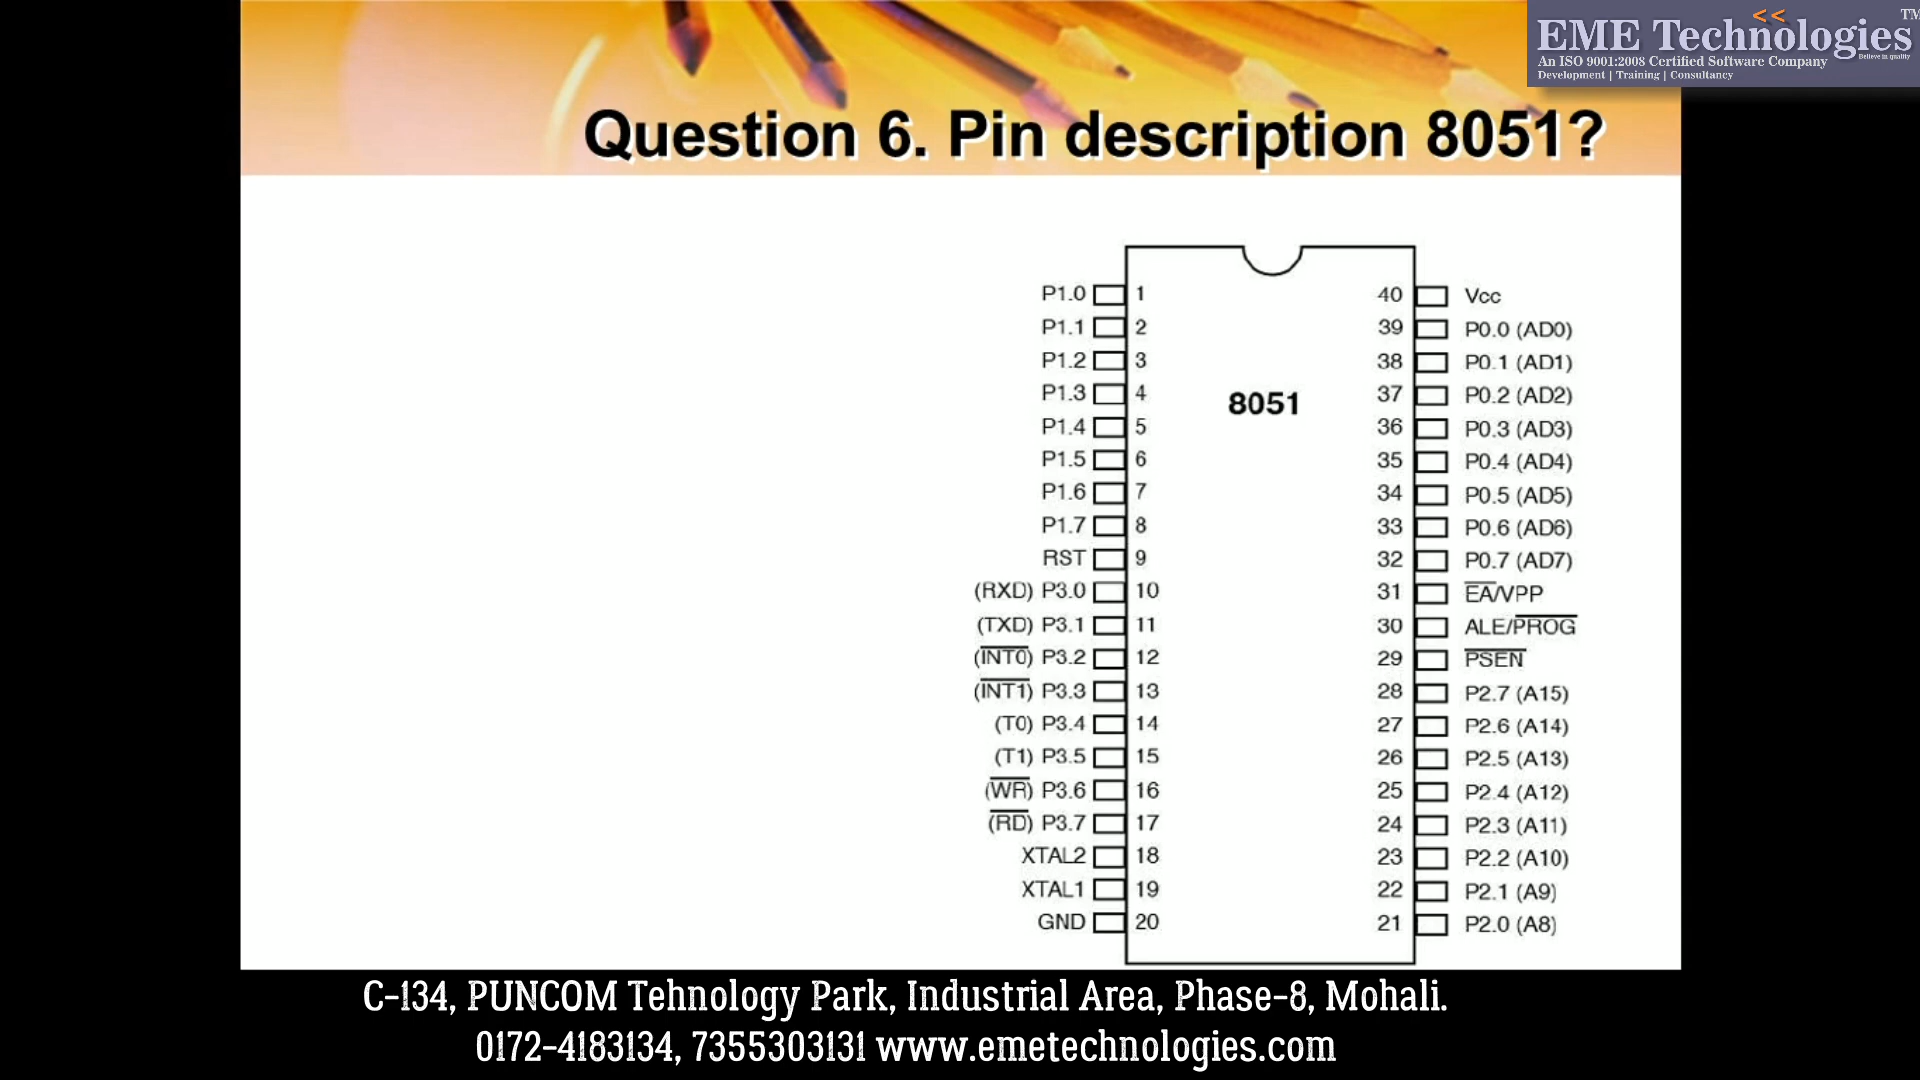 <<
TM
EME Technologies
Believe in quality
An ISO 9001:2008 Certified Software Company
Development | Training | Consultancy
Question 6. Pin description 8051?
8051
P1.0 1
P1.1 2
P1.2 3
P1.3 4
P1.4 5
P1.5 6
P1.6 7
P1.7 8
RST 9
(RXD) P3.0 10
(TXD) P3.1 11
(INT0) P3.2 12
(INT1) P3.3 13
(T0) P3.4 14
(T1) P3.5 15
(WR) P3.6 16
(RD) P3.7 17
XTAL2 18
XTAL1 19
GND 20
40 Vcc
39 P0.0 (AD0)
38 P0.1 (AD1)
37 P0.2 (AD2)
36 P0.3 (AD3)
35 P0.4 (AD4)
34 P0.5 (AD5)
33 P0.6 (AD6)
32 P0.7 (AD7)
31 EA/VPP
30 ALE/PROG
29 PSEN
28 P2.7 (A15)
27 P2.6 (A14)
26 P2.5 (A13)
25 P2.4 (A12)
24 P2.3 (A11)
23 P2.2 (A10)
22 P2.1 (A9)
21 P2.0 (A8)
C-134, PUNCOM Tehnology Park, Industrial Area, Phase-8, Mohali.
0172-4183134, 7355303131 www.emetechnologies.com